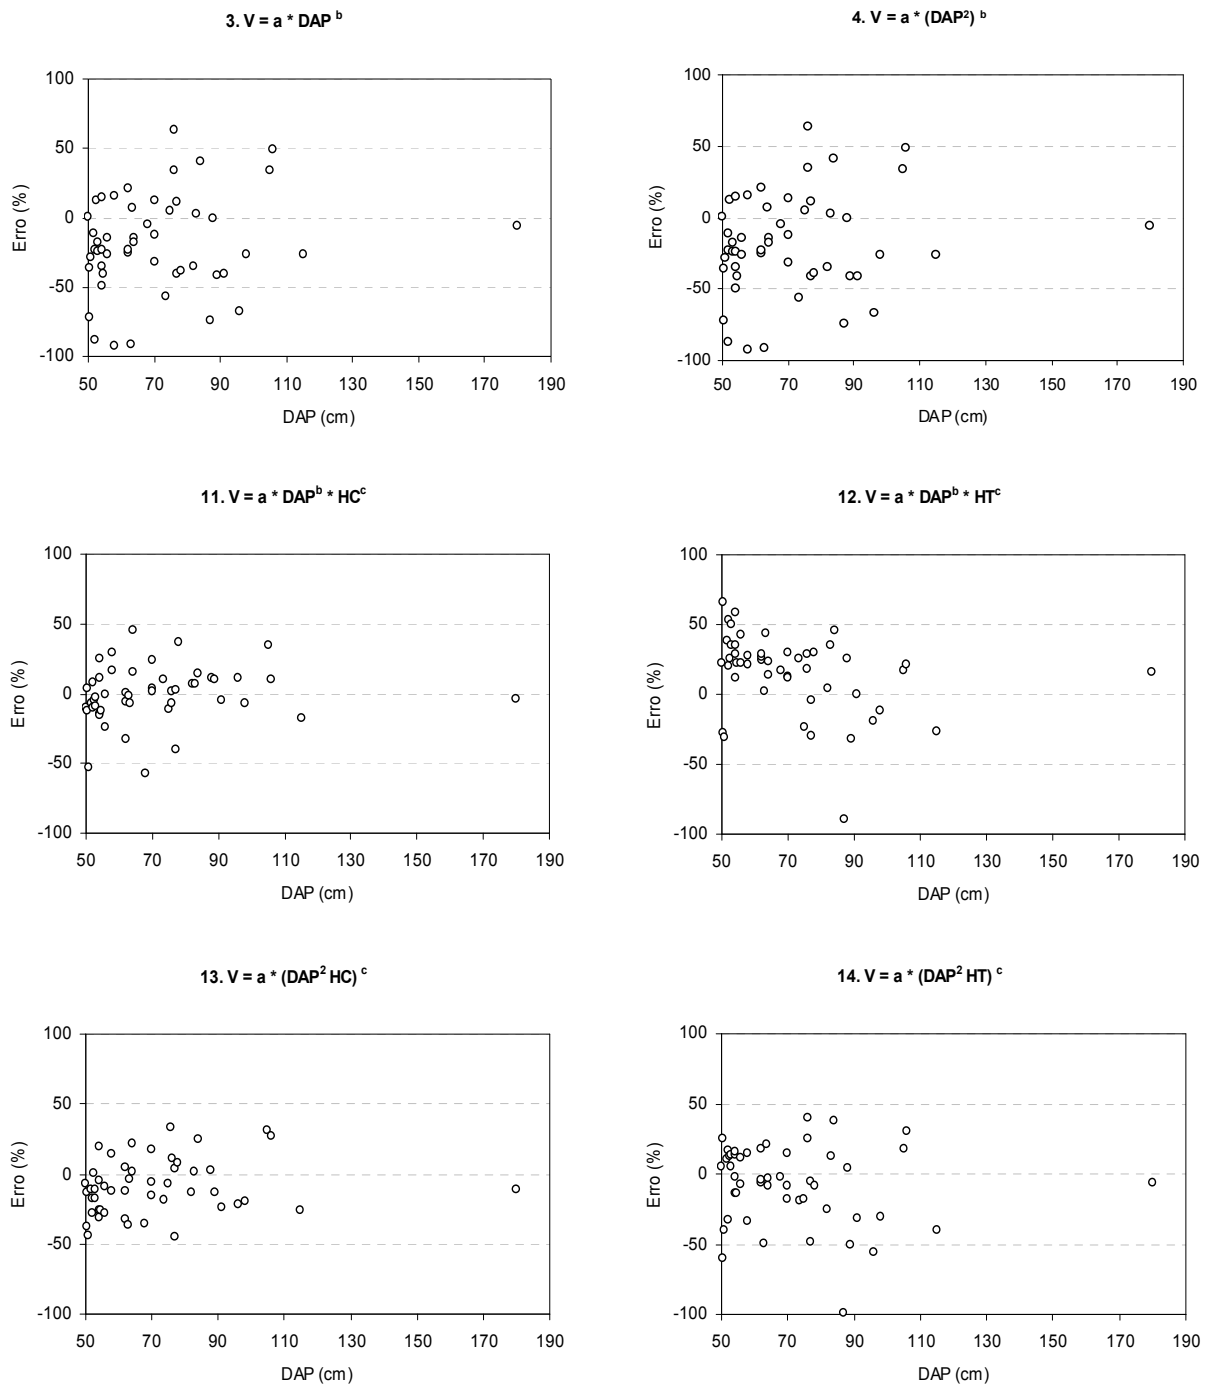 3. V = a * DAP ᵇ
100
50
0
-50
-100
Erro (%)
50 70 90 110 130 150 170 190
DAP (cm)
4. V = a * (DAP²) ᵇ
100
50
0
-50
-100
Erro (%)
50 70 90 110 130 150 170 190
DAP (cm)
11. V = a * DAPᵇ * HCᶜ
100
50
0
-50
-100
Erro (%)
50 70 90 110 130 150 170 190
DAP (cm)
12. V = a * DAPᵇ * HTᶜ
100
50
0
-50
-100
Erro (%)
50 70 90 110 130 150 170 190
DAP (cm)
13. V = a * (DAP² HC) ᶜ
100
50
0
-50
-100
Erro (%)
50 70 90 110 130 150 170 190
DAP (cm)
14. V = a * (DAP² HT) ᶜ
100
50
0
-50
-100
Erro (%)
50 70 90 110 130 150 170 190
DAP (cm)